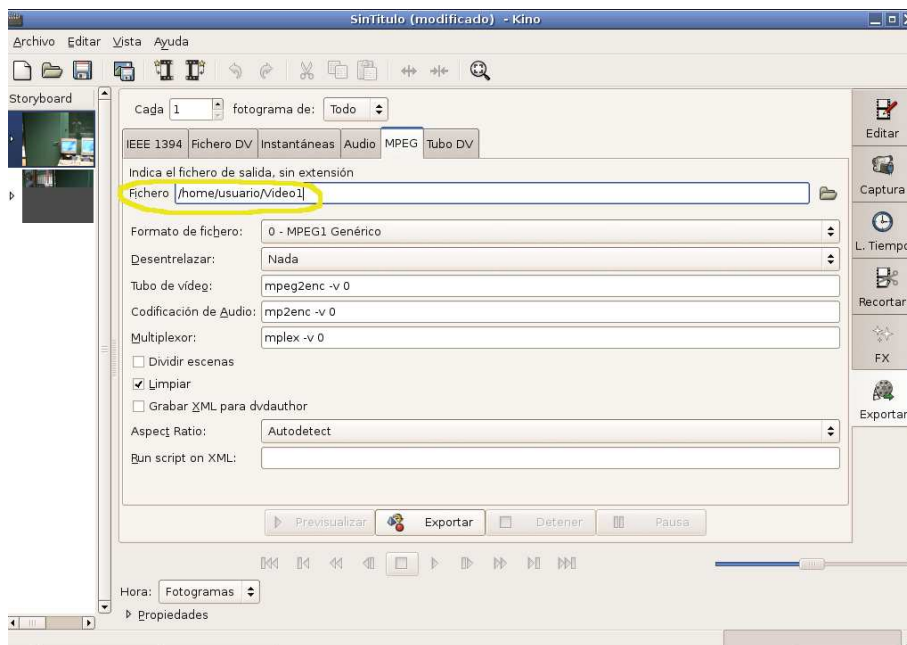 SinTitulo (modificado) - Kino
Archivo Editar Vista Ayuda
Storyboard
Cada 1 fotograma de: Todo
IEEE 1394 Fichero DV Instantáneas Audio MPEG Tubo DV
Indica el fichero de salida, sin extensión
Fichero /home/usuario/Video1
Formato de fichero: 0 - MPEG1 Genérico
Desentrelazar: Nada
Tubo de vídeo: mpeg2enc -v 0
Codificación de Audio: mp2enc -v 0
Multiplexor: mplex -v 0
Dividir escenas
Limpiar
Grabar XML para dvdauthor
Aspect Ratio: Autodetect
Run script on XML:
Previsualizar Exportar Detener Pausa
Hora: Fotogramas
Propiedades
Editar
Captura
L. Tiempo
Recortar
FX
Exportar